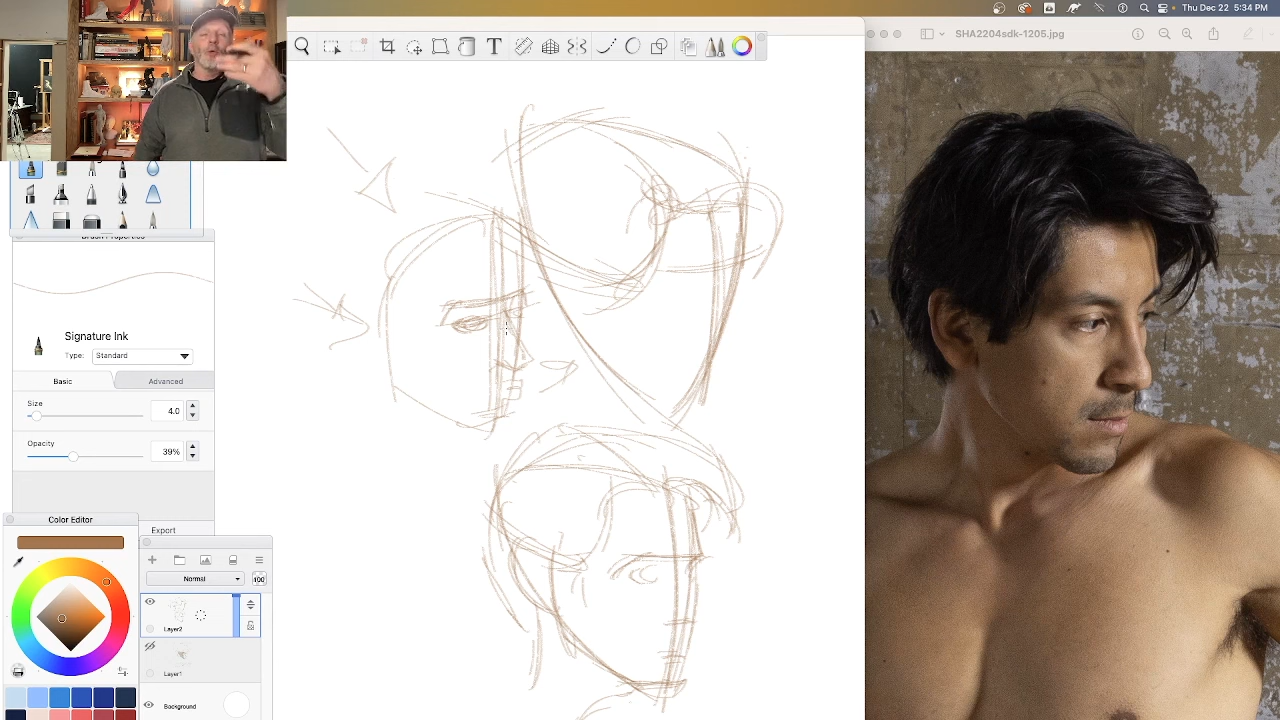 Thu Dec 22 5:34 PM
SHA2204sdk-1205.jpg
T
Brush Properties
Signature Ink
Type: Standard
Basic
Advanced
Size
4.0
Opacity
39%
Export
Color Editor
Normal
100
Layer2
Layer1
Background